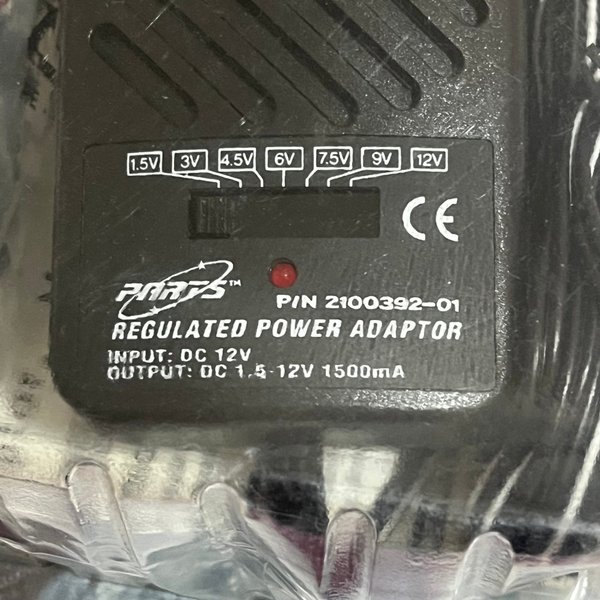 1.5V 3V 4.5V 6V 7.5V 9V 12V
CE
PARTS™
P/N 2100392-01
REGULATED POWER ADAPTOR
INPUT: DC 12V
OUTPUT: DC 1.5-12V 1500mA